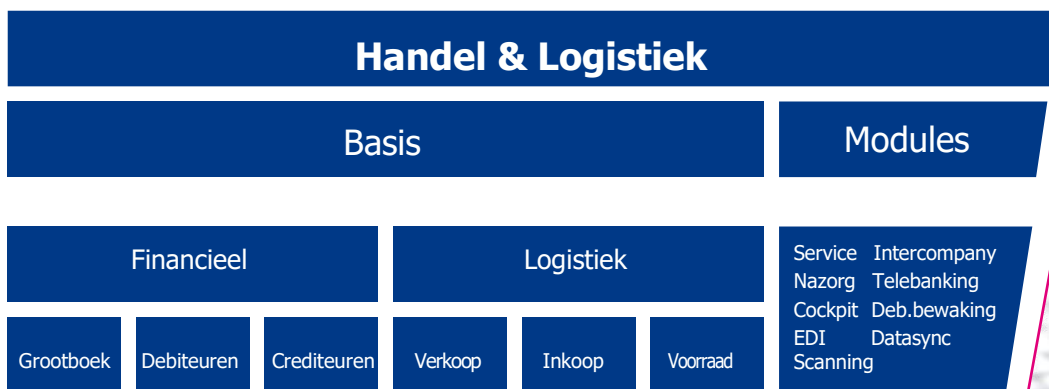 Handel & Logistiek
Basis
Modules
Financieel
Logistiek
Service Intercompany
Nazorg Telebanking
Cockpit Deb.bewaking
EDI Datasync
Scanning
Grootboek
Debiteuren
Crediteuren
Verkoop
Inkoop
Voorraad